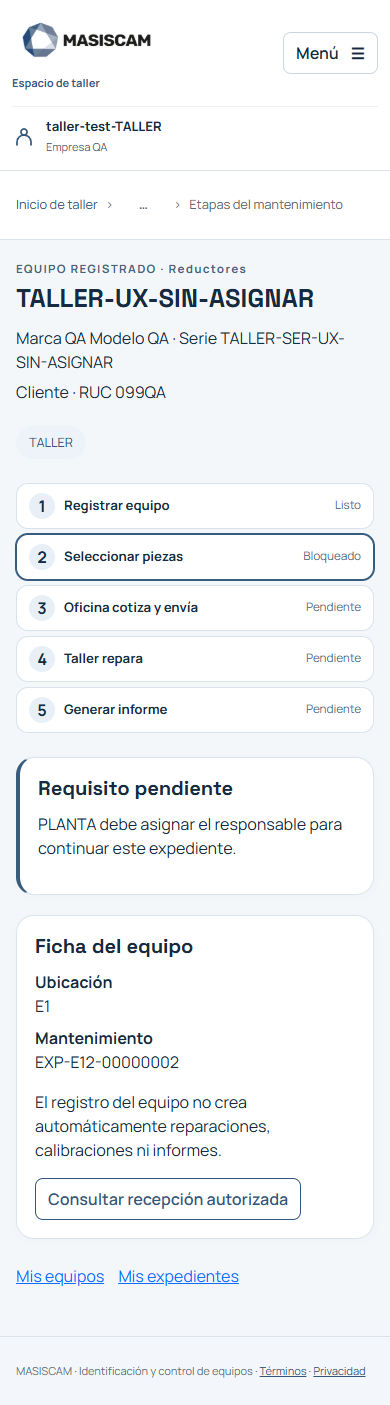 MASISCAM
Menú ☰
Espacio de taller
taller-test-TALLER
Empresa QA
Inicio de taller › … › Etapas del mantenimiento
EQUIPO REGISTRADO · Reductores
TALLER-UX-SIN-ASIGNAR
Marca QA Modelo QA · Serie TALLER-SER-UX-
SIN-ASIGNAR
Cliente · RUC 099QA
TALLER
1 Registrar equipo Listo
2 Seleccionar piezas Bloqueado
3 Oficina cotiza y envía Pendiente
4 Taller repara Pendiente
5 Generar informe Pendiente
Requisito pendiente
PLANTA debe asignar el responsable para
continuar este expediente.
Ficha del equipo
Ubicación
E1
Mantenimiento
EXP-E12-00000002
El registro del equipo no crea
automáticamente reparaciones,
calibraciones ni informes.
Consultar recepción autorizada
Mis equipos Mis expedientes
MASISCAM · Identificación y control de equipos · Términos · Privacidad